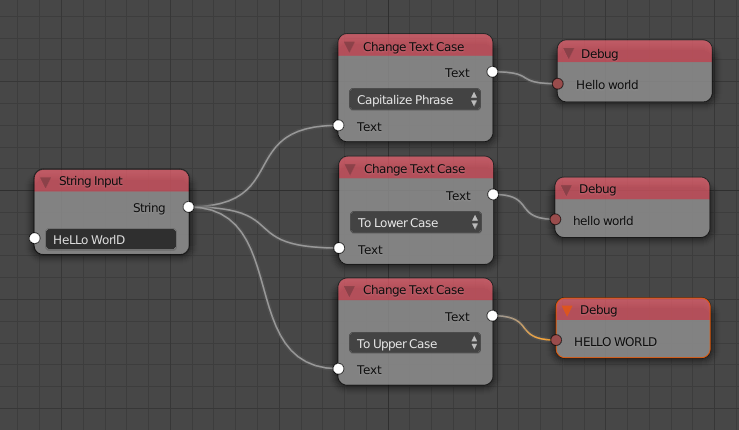 String Input
String
HeLLo WorlD
Change Text Case
Text
Capitalize Phrase
Text
Debug
Hello world
Change Text Case
Text
To Lower Case
Text
Debug
hello world
Change Text Case
Text
To Upper Case
Text
Debug
HELLO WORLD